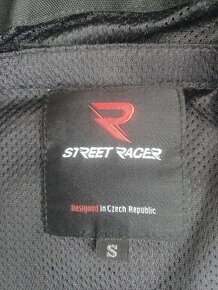 R
STREET RACER
Designed in Czech Republic
S